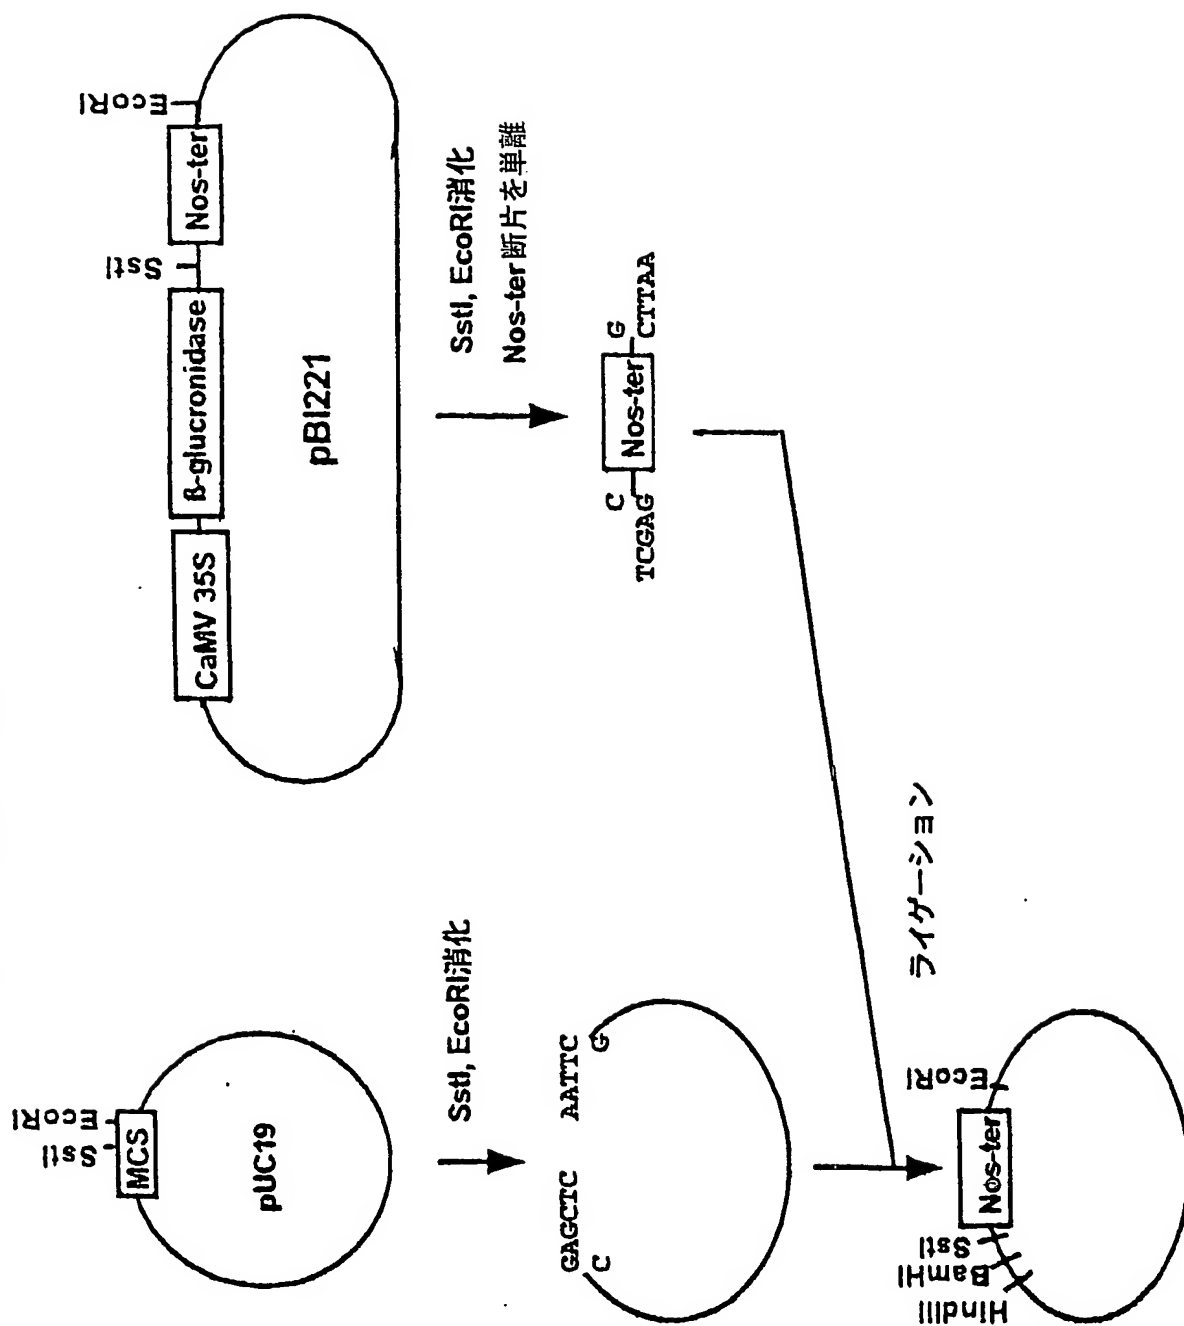 SstI
EcoRI
MCS
pUC19
SstI, EcoRI消化
GAGCTC
AATTC
C
G
CaMV 35S
ß-glucronidase
SstI
Nos-ter
EcoRI
pBI221
SstI, EcoRI消化
Nos-ter断片を単離
C
G
Nos-ter
TCGAG
CTTAA
ライゲーション
HindIII
BamHI
SstI
Nos-ter
EcoRI